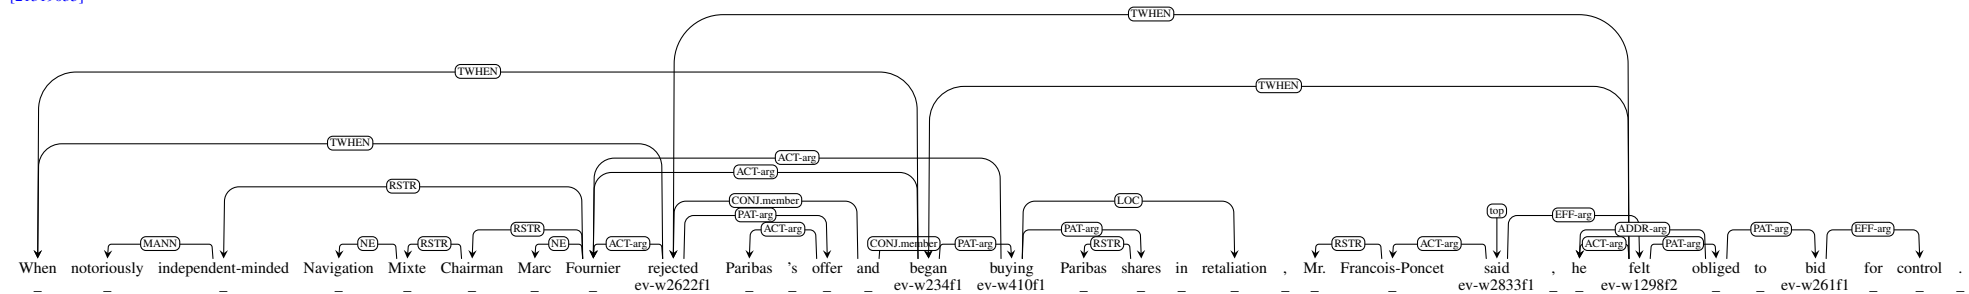 TWHEN
TWHEN
TWHEN
TWHEN
ACT-arg
ACT-arg
RSTR
CONJ.member LOC
PAT-arg top EFF-arg
RSTR ACT-arg PAT-arg ADDR-arg
MANN NE RSTR NE ACT-arg CONJ.member PAT-arg RSTR RSTR ACT-arg ACT-arg PAT-arg PAT-arg EFF-arg
When notoriously independent-minded Navigation Mixte Chairman Marc Fournier rejected Paribas 's offer and began buying Paribas shares in retaliation , Mr. Francois-Poncet said , he felt obliged to bid for control .
_ _ _ _ _ _ _ _ ev-w2622f1 _ _ _ _ ev-w234f1 ev-w410f1 _ _ _ _ _ _ _ ev-w2833f1 _ _ ev-w1298f2 _ _ ev-w261f1 _ _ _